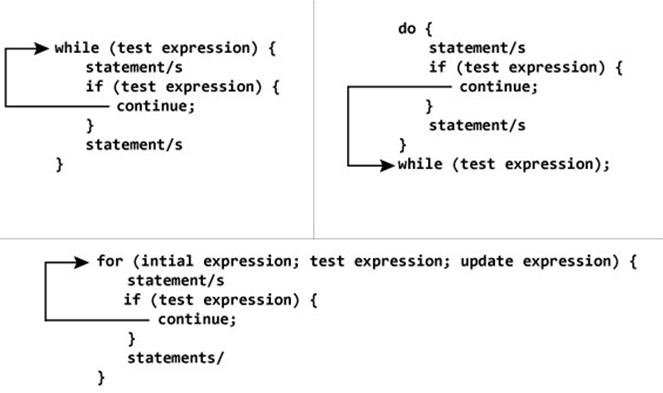 while (test expression) {
statement/s
if (test expression) {
continue;
}
statement/s
}
do {
statement/s
if (test expression) {
continue;
}
statement/s
}
while (test expression);
for (intial expression; test expression; update expression) {
statement/s
if (test expression) {
continue;
}
statements/
}